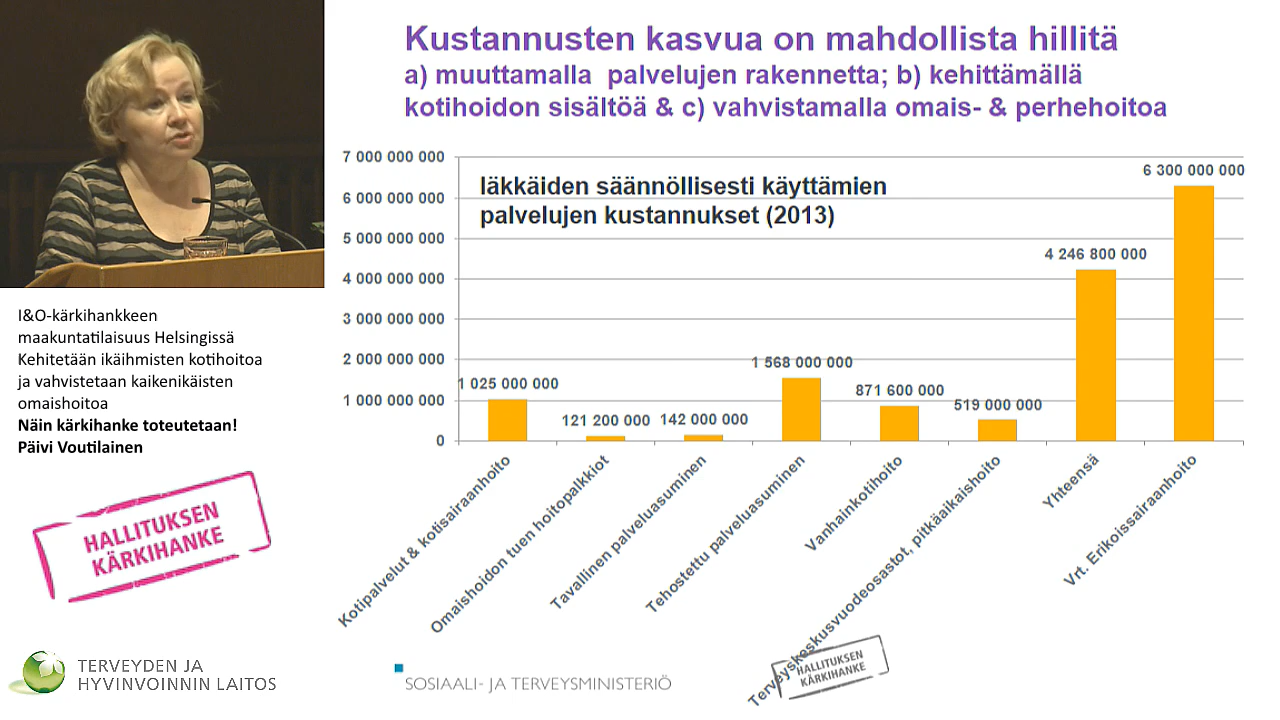 Kustannusten kasvua on mahdollista hillitä
a) muuttamalla palvelujen rakennetta; b) kehittämällä
kotihoidon sisältöä & c) vahvistamalla omais- & perhehoitoa
Iäkkäiden säännöllisesti käyttämien
palvelujen kustannukset (2013)
7 000 000 000
6 000 000 000
5 000 000 000
4 000 000 000
3 000 000 000
2 000 000 000
1 000 000 000
0
1 025 000 000
121 200 000
142 000 000
1 568 000 000
871 600 000
519 000 000
4 246 800 000
6 300 000 000
Kotipalvelut & kotisairaanhoito
Omaishoidon tuen hoitopalkkiot
Tavallinen palveluasuminen
Tehostettu palveluasuminen
Vanhainkotihoito
Terveyskeskusvuodeosastot, pitkäaikaishoito
Yhteensä
Vrt. Erikoissairaanhoito
I&O-kärkihankkeen
maakuntatilaisuus Helsingissä
Kehitetään ikäihmisten kotihoitoa
ja vahvistetaan kaikenikäisten
omaishoitoa
Näin kärkihanke toteutetaan!
Päivi Voutilainen
HALLITUKSEN
KÄRKIHANKE
TERVEYDEN JA
HYVINVOINNIN LAITOS
SOSIAALI- JA TERVEYSMINISTERIÖ
HALLITUKSEN
KÄRKIHANKE